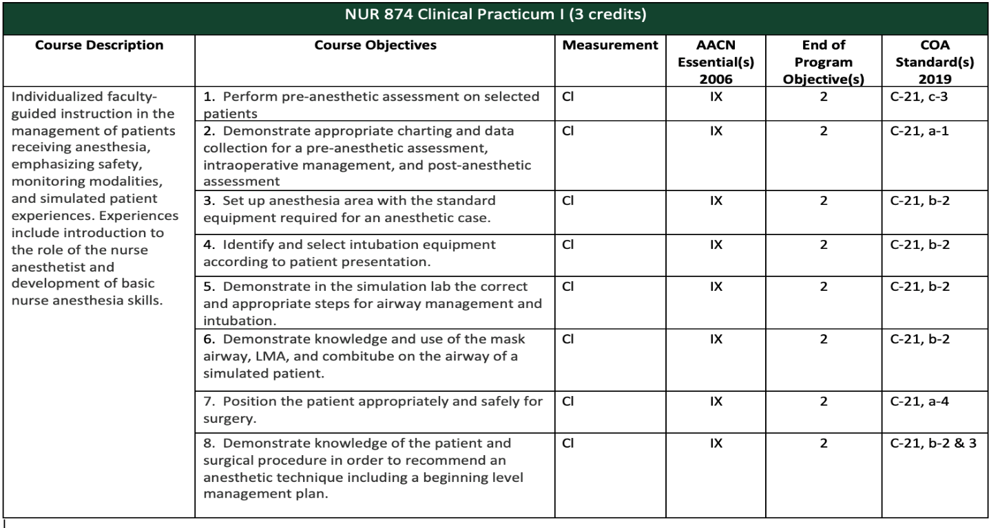 NUR 874 Clinical Practicum I (3 credits)
Course Description
Course Objectives
Measurement
AACN
Essential(s)
2006
End of
Program
Objective(s)
COA
Standard(s)
2019
Individualized faculty-
guided instruction in the
management of patients
receiving anesthesia,
emphasizing safety,
monitoring modalities,
and simulated patient
experiences. Experiences
include introduction to
the role of the nurse
anesthetist and
development of basic
nurse anesthesia skills.
1. Perform pre-anesthetic assessment on selected
patients
Cl
IX
2
C-21, c-3
2. Demonstrate appropriate charting and data
collection for a pre-anesthetic assessment,
intraoperative management, and post-anesthetic
assessment
Cl
IX
2
C-21, a-1
3. Set up anesthesia area with the standard
equipment required for an anesthetic case.
Cl
IX
2
C-21, b-2
4. Identify and select intubation equipment
according to patient presentation.
Cl
IX
2
C-21, b-2
5. Demonstrate in the simulation lab the correct
and appropriate steps for airway management and
intubation.
Cl
IX
2
C-21, b-2
6. Demonstrate knowledge and use of the mask
airway, LMA, and combitube on the airway of a
simulated patient.
Cl
IX
2
C-21, b-2
7. Position the patient appropriately and safely for
surgery.
Cl
IX
2
C-21, a-4
8. Demonstrate knowledge of the patient and
surgical procedure in order to recommend an
anesthetic technique including a beginning level
management plan.
Cl
IX
2
C-21, b-2 & 3